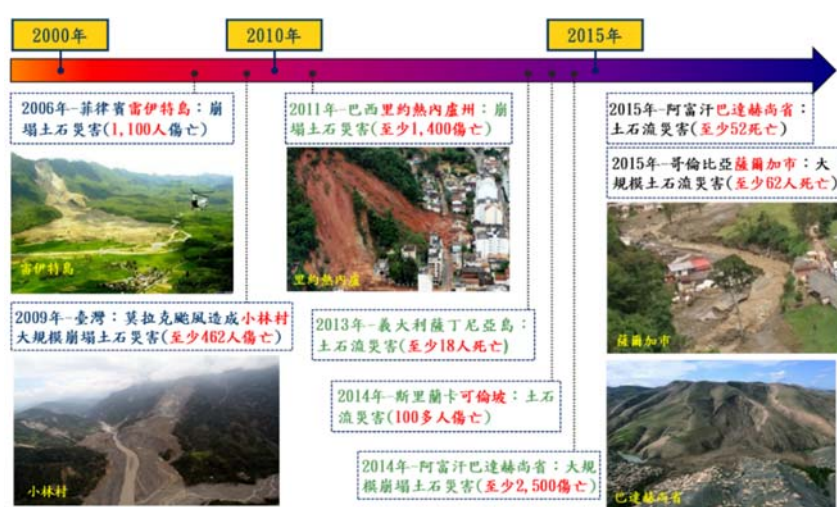 2000年
2010年
2015年
2006年-菲律賓雷伊特島：崩
塌土石災害(1,100人傷亡)
雷伊特島
2009年-臺灣：莫拉克颱風造成小林村
大規模崩塌土石災害(至少462人傷亡)
小林村
2011年-巴西里約熱內盧州：崩
塌土石災害(至少1,400傷亡)
里約熱內盧
2013年-義大利薩丁尼亞島：
土石流災害(至少18人死亡)
2014年-斯里蘭卡可倫坡：土石
流災害(100多人傷亡)
2014年-阿富汗巴達赫尚省：大規
模崩塌土石災害(至少2,500傷亡)
2015年-阿富汗巴達赫尚省：
土石流災害(至少52死亡)
2015年-哥倫比亞薩爾加市：大
規模土石流災害(至少62人死亡)
薩爾加市
巴達赫尚省